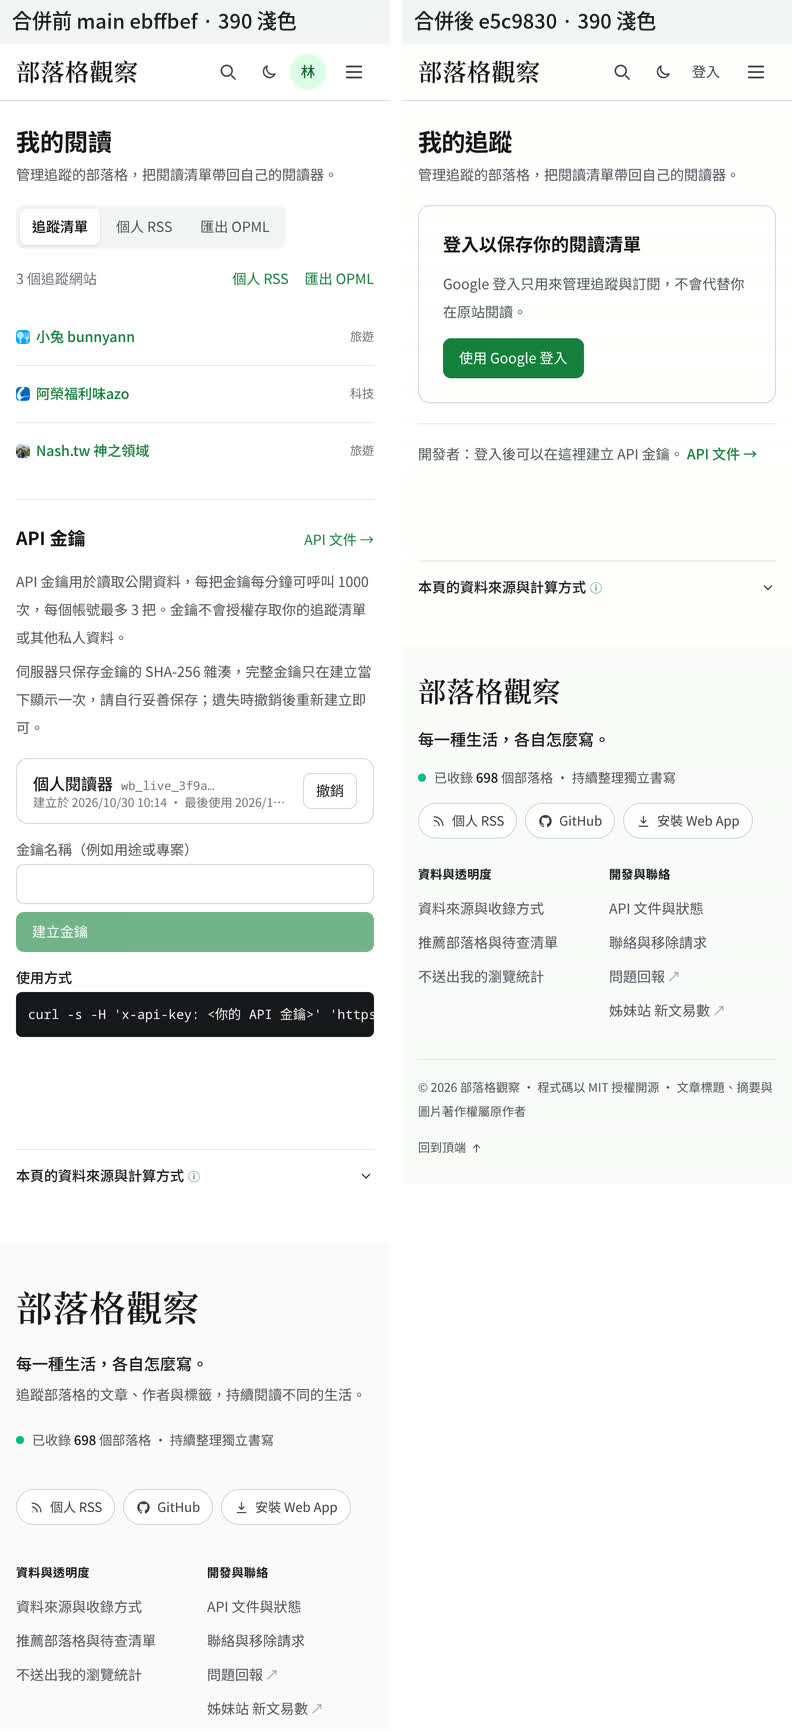 合併前 main ebffbef · 390 淺色
部落格觀察
林
我的閱讀
管理追蹤的部落格，把閱讀清單帶回自己的閱讀器。
追蹤清單 個人 RSS 匯出 OPML
3 個追蹤網站 個人 RSS 匯出 OPML
小兔 bunnyann 旅遊
阿榮福利味azo 科技
Nash.tw 神之領域 旅遊
API 金鑰 API 文件 →
API 金鑰用於讀取公開資料，每把金鑰每分鐘可呼叫 1000
次，每個帳號最多 3 把。金鑰不會授權存取你的追蹤清單
或其他私人資料。
伺服器只保存金鑰的 SHA-256 雜湊，完整金鑰只在建立當
下顯示一次，請自行妥善保存；遺失時撤銷後重新建立即
可。
個人閱讀器 wb_live_3f9a…
建立於 2026/10/30 10:14 · 最後使用 2026/1…
撤銷
金鑰名稱（例如用途或專案）
建立金鑰
使用方式
curl -s -H 'x-api-key: <你的 API 金鑰>' 'https
本頁的資料來源與計算方式 ⓘ
部落格觀察
每一種生活，各自怎麼寫。
追蹤部落格的文章、作者與標籤，持續閱讀不同的生活。
已收錄 698 個部落格 · 持續整理獨立書寫
個人 RSS GitHub 安裝 Web App
資料與透明度 開發與聯絡
資料來源與收錄方式 API 文件與狀態
推薦部落格與待查清單 聯絡與移除請求
不送出我的瀏覽統計 問題回報 ↗
姊妹站 新文易數 ↗
合併後 e5c9830 · 390 淺色
部落格觀察
登入
我的追蹤
管理追蹤的部落格，把閱讀清單帶回自己的閱讀器。
登入以保存你的閱讀清單
Google 登入只用來管理追蹤與訂閱，不會代替你
在原站閱讀。
使用 Google 登入
開發者：登入後可以在這裡建立 API 金鑰。 API 文件 →
本頁的資料來源與計算方式 ⓘ
部落格觀察
每一種生活，各自怎麼寫。
已收錄 698 個部落格 · 持續整理獨立書寫
個人 RSS GitHub 安裝 Web App
資料與透明度 開發與聯絡
資料來源與收錄方式 API 文件與狀態
推薦部落格與待查清單 聯絡與移除請求
不送出我的瀏覽統計 問題回報 ↗
姊妹站 新文易數 ↗
© 2026 部落格觀察 · 程式碼以 MIT 授權開源 · 文章標題、摘要與
圖片著作權屬原作者
回到頂端 ↑